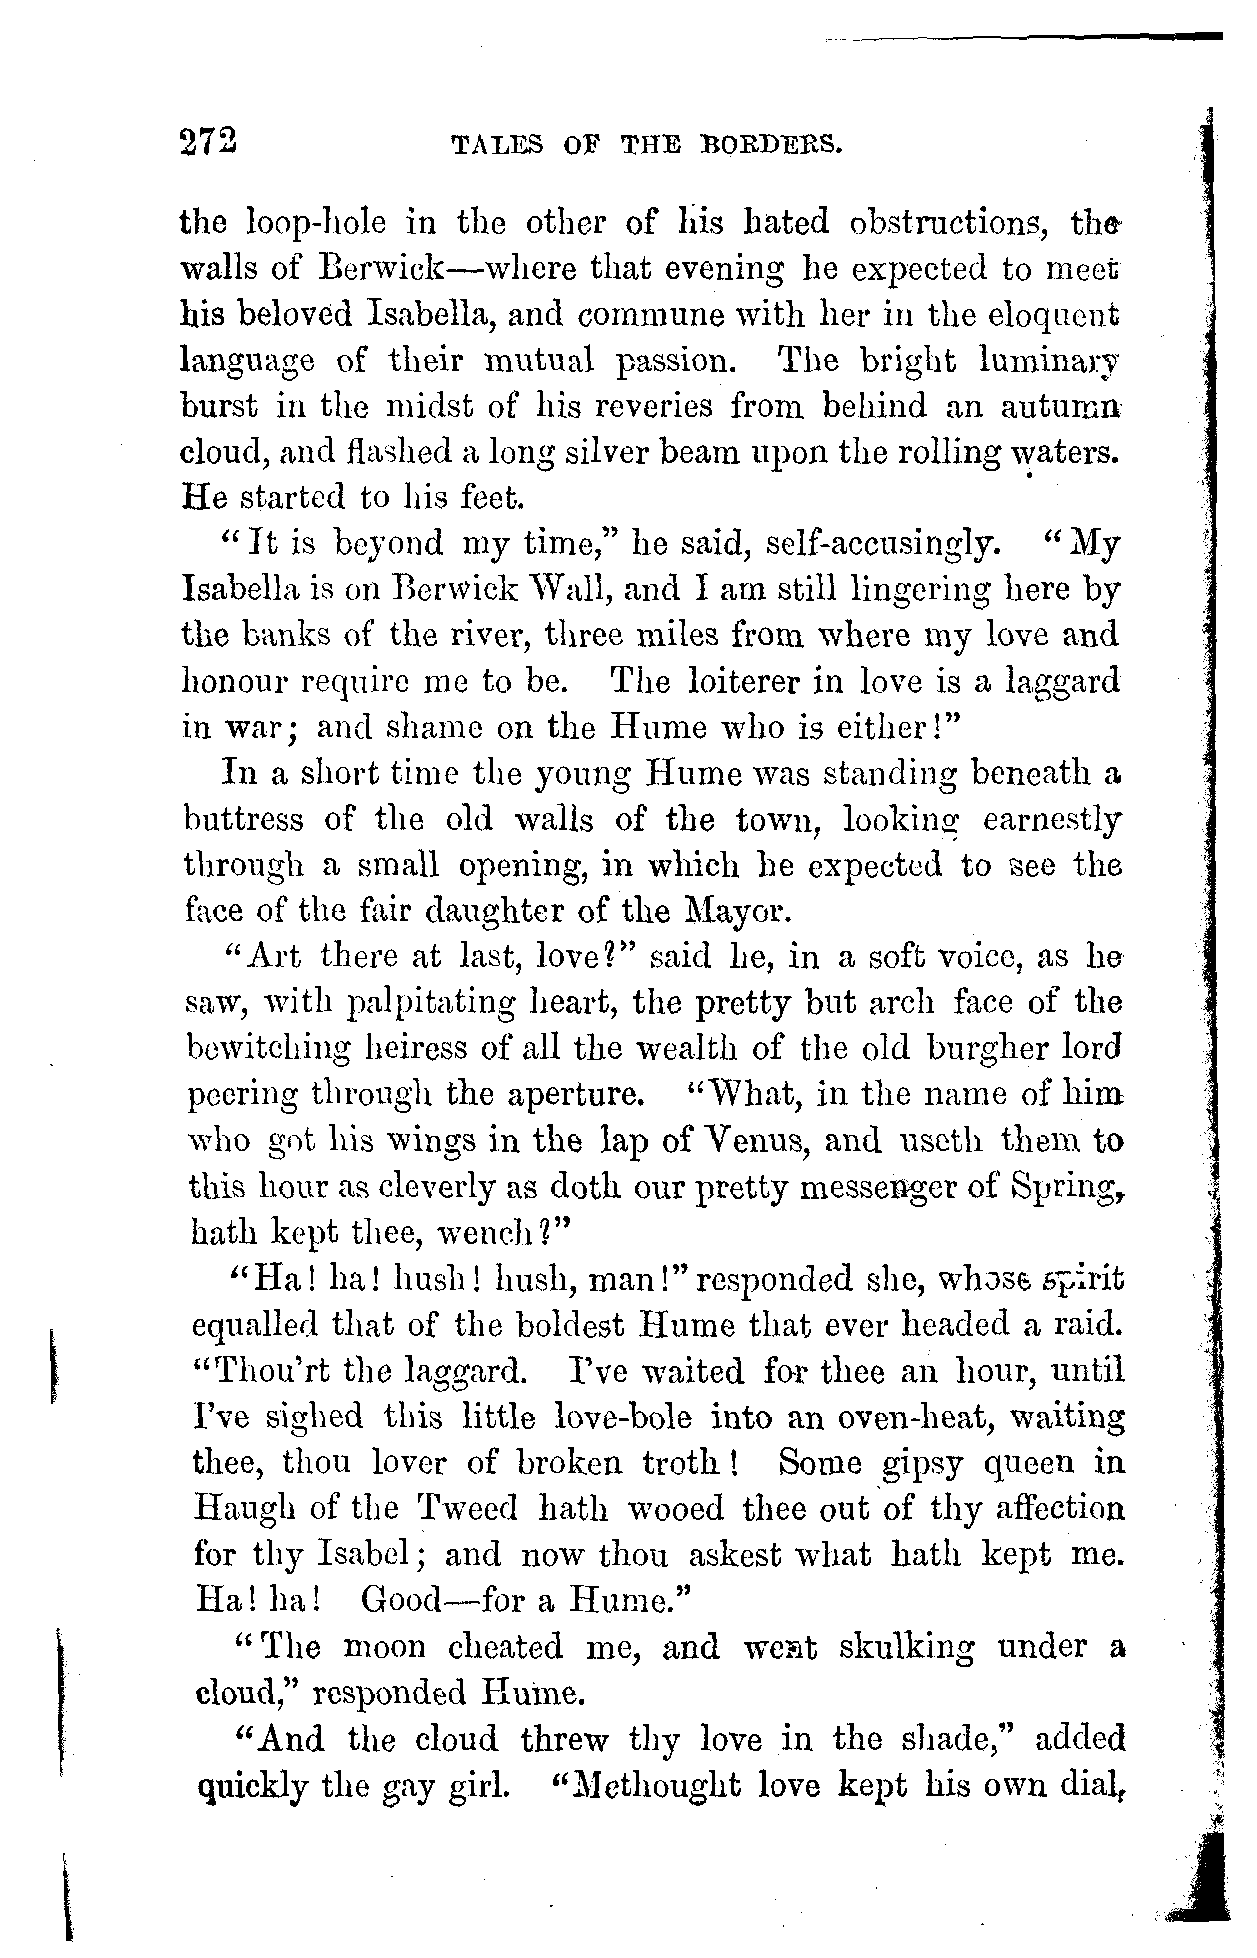 272 TALES OF THE BORDERS.
the loop-hole in the other of his hated obstructions, the
walls of Berwick—where that evening he expected to meet
his beloved Isabella, and commune with her in the eloquent
language of their mutual passion. The bright luminary
burst in the midst of his reveries from behind an autumn
cloud, and flashed a long silver beam upon the rolling waters.
He started to his feet.
“It is beyond my time,” he said, self-accusingly. “My
Isabella is on Berwick Wall, and I am still lingering here by
the banks of the river, three miles from where my love and
honour require me to be. The loiterer in love is a laggard
in war; and shame on the Hume who is either!”
In a short time the young Hume was standing beneath a
buttress of the old walls of the town, looking earnestly
through a small opening, in which he expected to see the
face of the fair daughter of the Mayor.
“Art there at last, love?” said he, in a soft voice, as he
saw, with palpitating heart, the pretty but arch face of the
bewitching heiress of all the wealth of the old burgher lord
peering through the aperture. “What, in the name of him
who got his wings in the lap of Venus, and useth them to
this hour as cleverly as doth our pretty messenger of Spring,
hath kept thee, wench?”
“Ha! ha! hush! hush, man!” responded she, whose spirit
equalled that of the boldest Hume that ever headed a raid.
“Thou'rt the laggard. I've waited for thee an hour, until
I've sighed this little love-bole into an oven-heat, waiting
thee, thou lover of broken troth! Some gipsy queen in
Haugh of the Tweed hath wooed thee out of thy affection
for thy Isabel; and now thou askest what hath kept me.
Ha! ha! Good—for a Hume.”
“The moon cheated me, and went skulking under a
cloud,” responded Hume.
“And the cloud threw thy love in the shade,” added
quickly the gay girl. “Methought love kept his own dial,